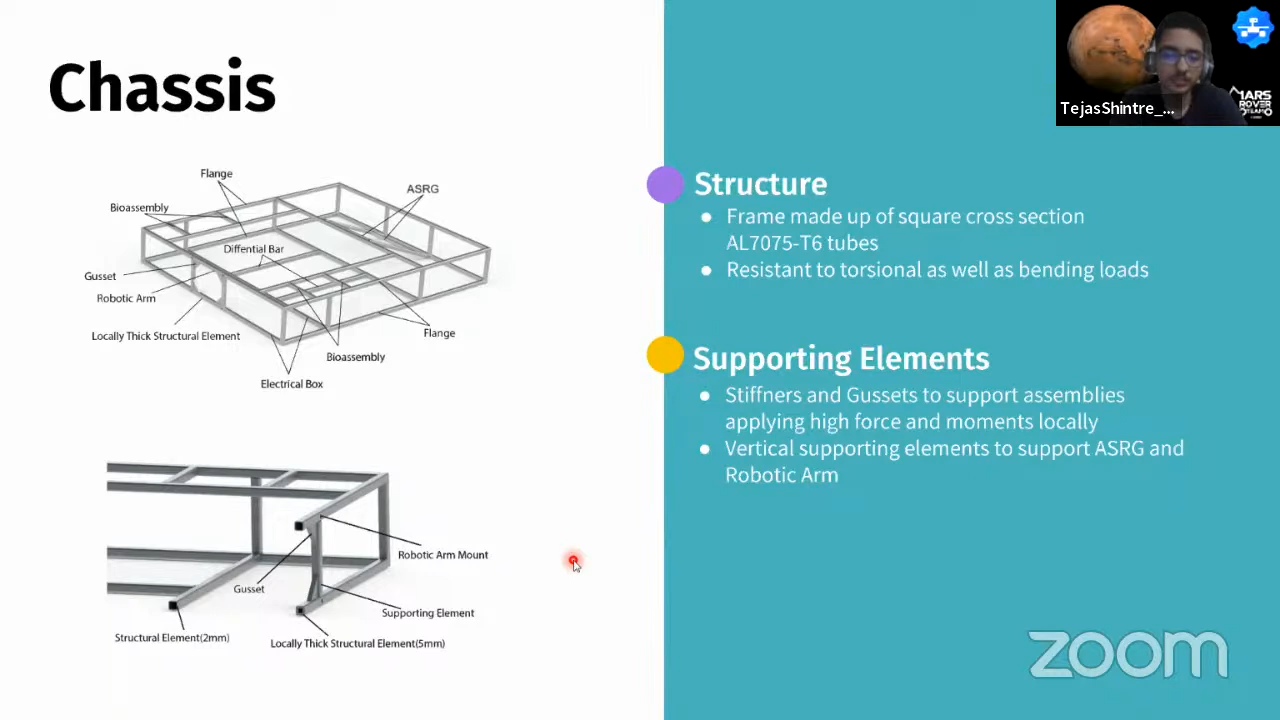 Chassis
Flange
ASRG
Bioassembly
Diffential Bar
Gusset
Robotic Arm
Locally Thick Structural Element
Flange
Bioassembly
Electrical Box
Robotic Arm Mount
Gusset
Supporting Element
Structural Element(2mm)
Locally Thick Structural Element(5mm)
Structure
● Frame made up of square cross section
AL7075-T6 tubes
● Resistant to torsional as well as bending loads
Supporting Elements
● Stiffners and Gussets to support assemblies
applying high force and moments locally
● Vertical supporting elements to support ASRG and
Robotic Arm
TejasShintre_...
MARS
ROVER
TEAM
zoom